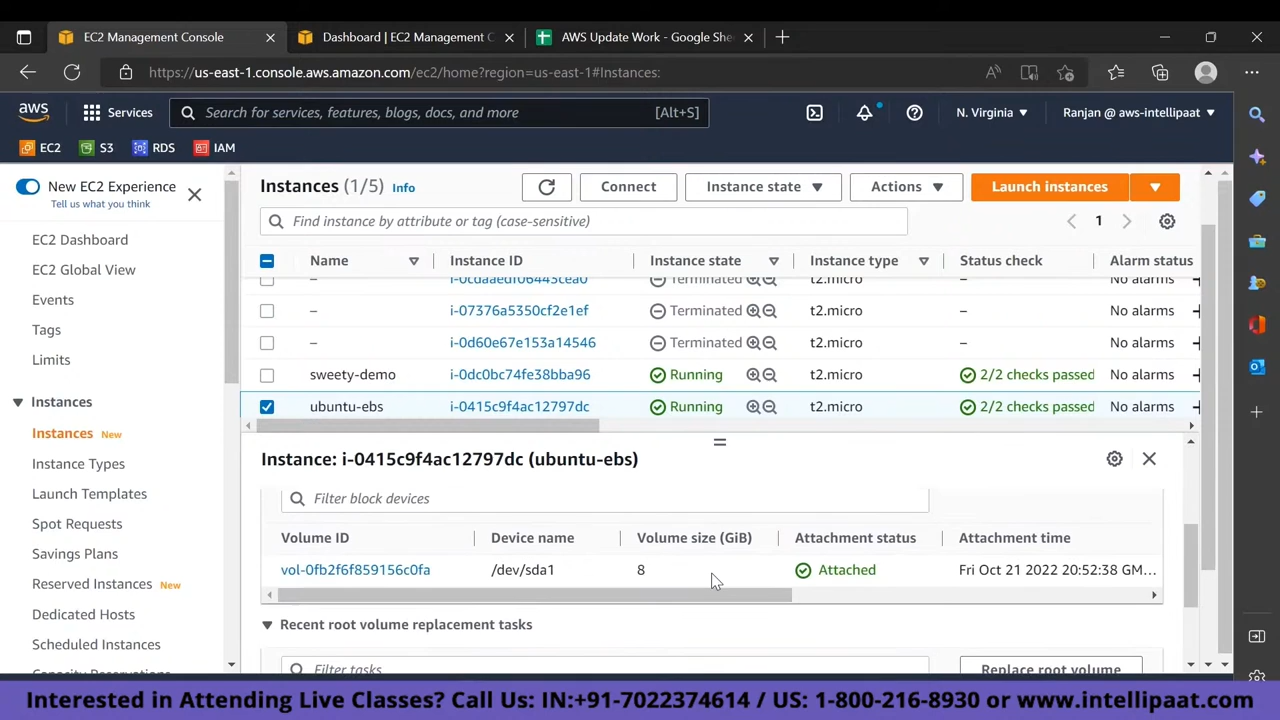 EC2 Management Console
Dashboard | EC2 Management C
AWS Update Work - Google She
https://us-east-1.console.aws.amazon.com/ec2/home?region=us-east-1#Instances:
aws
Services
Search for services, features, blogs, docs, and more
[Alt+S]
N. Virginia
Ranjan @ aws-intellipaat
EC2
S3
RDS
IAM
New EC2 Experience
Tell us what you think
EC2 Dashboard
EC2 Global View
Events
Tags
Limits
Instances
Instances New
Instance Types
Launch Templates
Spot Requests
Savings Plans
Reserved Instances New
Dedicated Hosts
Scheduled Instances
Capacity Reservations
Instances (1/5) Info
Connect
Instance state
Actions
Launch instances
Find instance by attribute or tag (case-sensitive)
1
Name Instance ID Instance state Instance type Status check Alarm status
– i-0cdaaedf06443cea0 Terminated t2.micro – No alarms
– i-07376a5350cf2e1ef Terminated t2.micro – No alarms
– i-0d60e67e153a14546 Terminated t2.micro – No alarms
sweety-demo i-0dc0bc74fe38bba96 Running t2.micro 2/2 checks passed No alarms
ubuntu-ebs i-0415c9f4ac12797dc Running t2.micro 2/2 checks passed No alarms
Instance: i-0415c9f4ac12797dc (ubuntu-ebs)
Filter block devices
Volume ID Device name Volume size (GiB) Attachment status Attachment time
vol-0fb2f6f859156c0fa /dev/sda1 8 Attached Fri Oct 21 2022 20:52:38 GM...
Recent root volume replacement tasks
Filter tasks
Replace root volume
Interested in Attending Live Classes? Call Us: IN:+91-7022374614 / US: 1-800-216-8930 or www.intellipaat.com